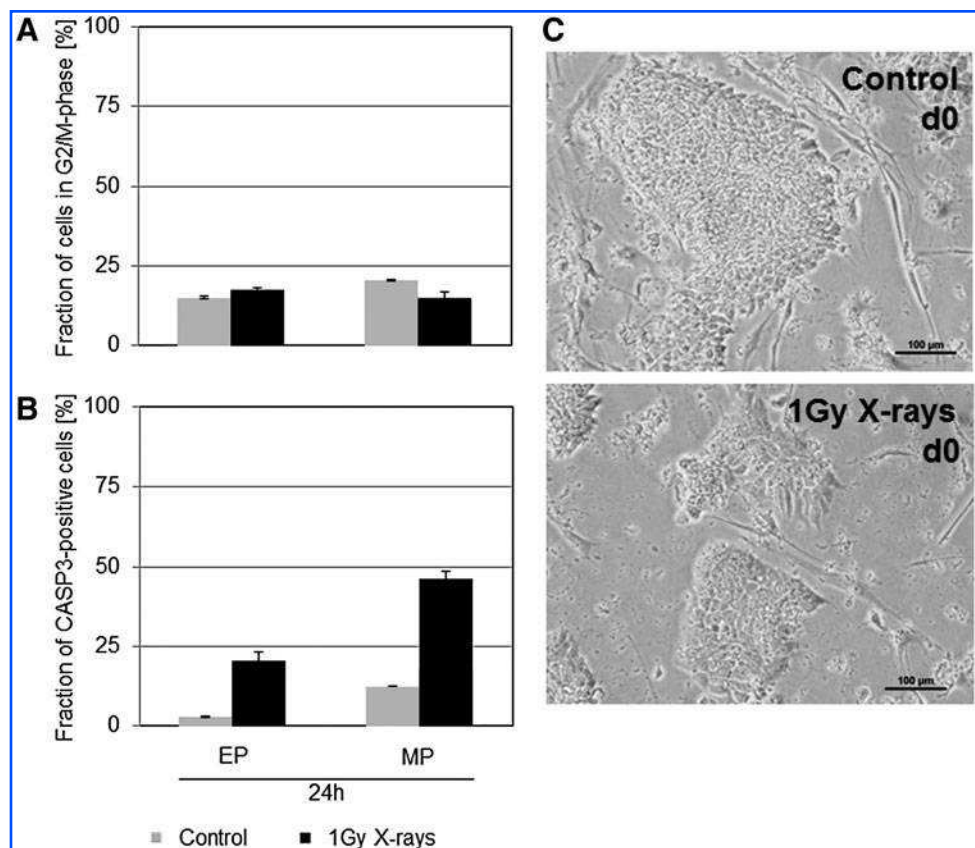 A
Fraction of cells in G2/M-phase [%]
100
75
50
25
0
B
Fraction of CASP3-positive cells [%]
100
75
50
25
0
EP MP
24h
Control 1Gy X-rays
C
Control
d0
100 µm
1Gy X-rays
d0
100 µm